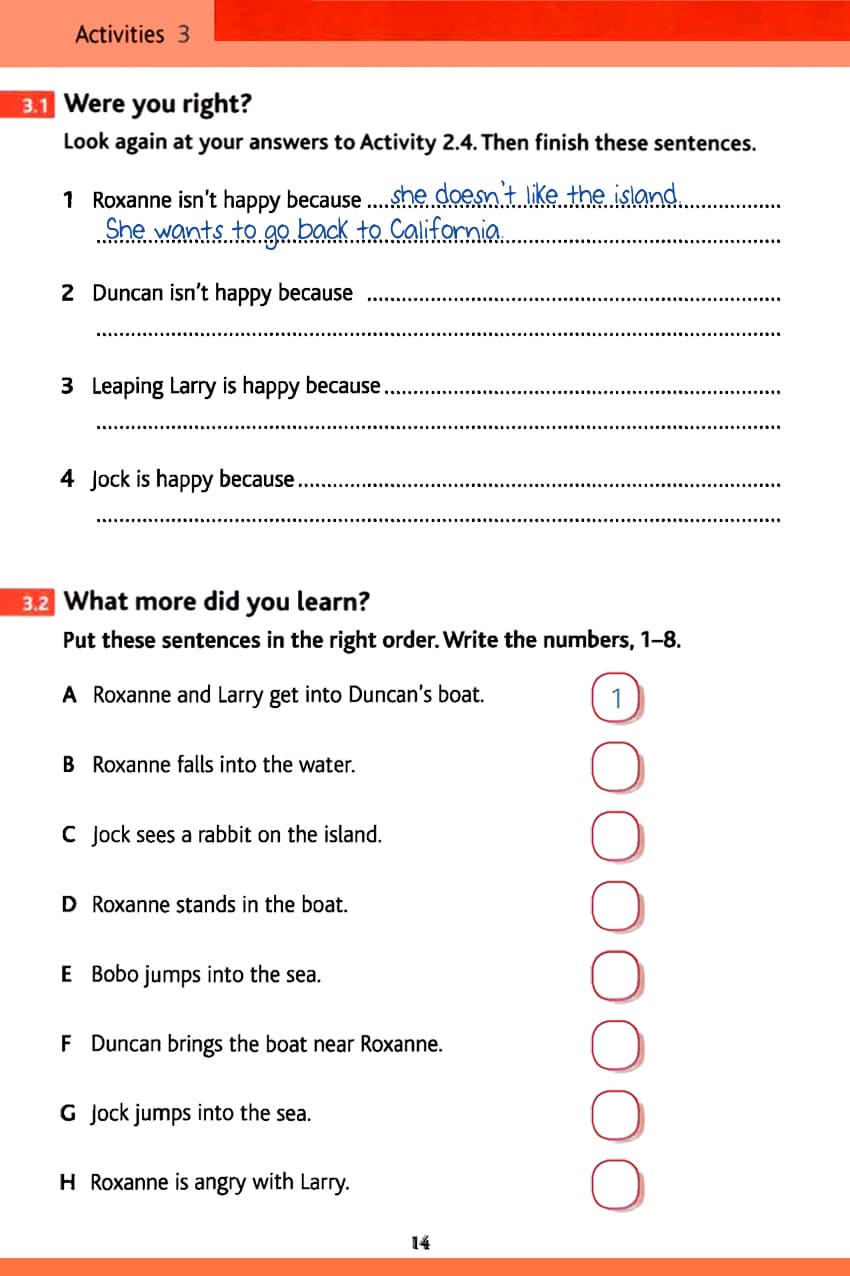 Activities 3
3.1 Were you right?
Look again at your answers to Activity 2.4. Then finish these sentences.
1 Roxanne isn't happy because ....she doesn't like the island.................
She wants to go back to California.
2 Duncan isn't happy because
3 Leaping Larry is happy because
4 Jock is happy because
3.2 What more did you learn?
Put these sentences in the right order. Write the numbers, 1–8.
A Roxanne and Larry get into Duncan's boat. 1
B Roxanne falls into the water.
C Jock sees a rabbit on the island.
D Roxanne stands in the boat.
E Bobo jumps into the sea.
F Duncan brings the boat near Roxanne.
G Jock jumps into the sea.
H Roxanne is angry with Larry.
14